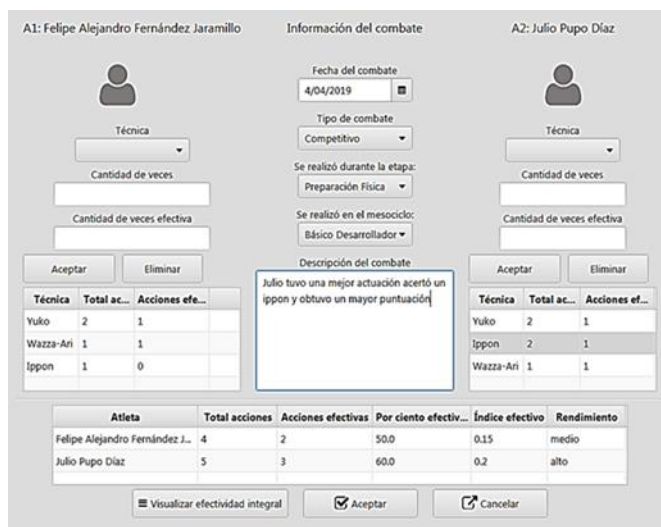 A1: Felipe Alejandro Fernández Jaramillo
Técnica
Cantidad de veces
Cantidad de veces efectiva
Aceptar Eliminar
Técnica Total ac... Acciones efe...
Yuko 2 1
Wazza-Ari 1 1
Ippon 1 0
Información del combate
Fecha del combate
4/04/2019
Tipo de combate
Competitivo
Se realizó durante la etapa:
Preparación Física
Se realizó en el mesociclo:
Básico Desarrollador
Descripción del combate
Julio tuvo una mejor actuación acertó un
ippon y obtuvo un mayor puntuación
A2: Julio Pupo Díaz
Técnica
Cantidad de veces
Cantidad de veces efectiva
Aceptar Eliminar
Técnica Total ac... Acciones ef...
Yuko 2 1
Ippon 2 1
Wazza-Ari 1 1
Atleta Total acciones Acciones efectivas Por ciento efectiv... Índice efectivo Rendimiento
Felipe Alejandro Fernández J... 4 2 50.0 0.15 medio
Julio Pupo Díaz 5 3 60.0 0.2 alto
Visualizar efectividad integral Aceptar Cancelar